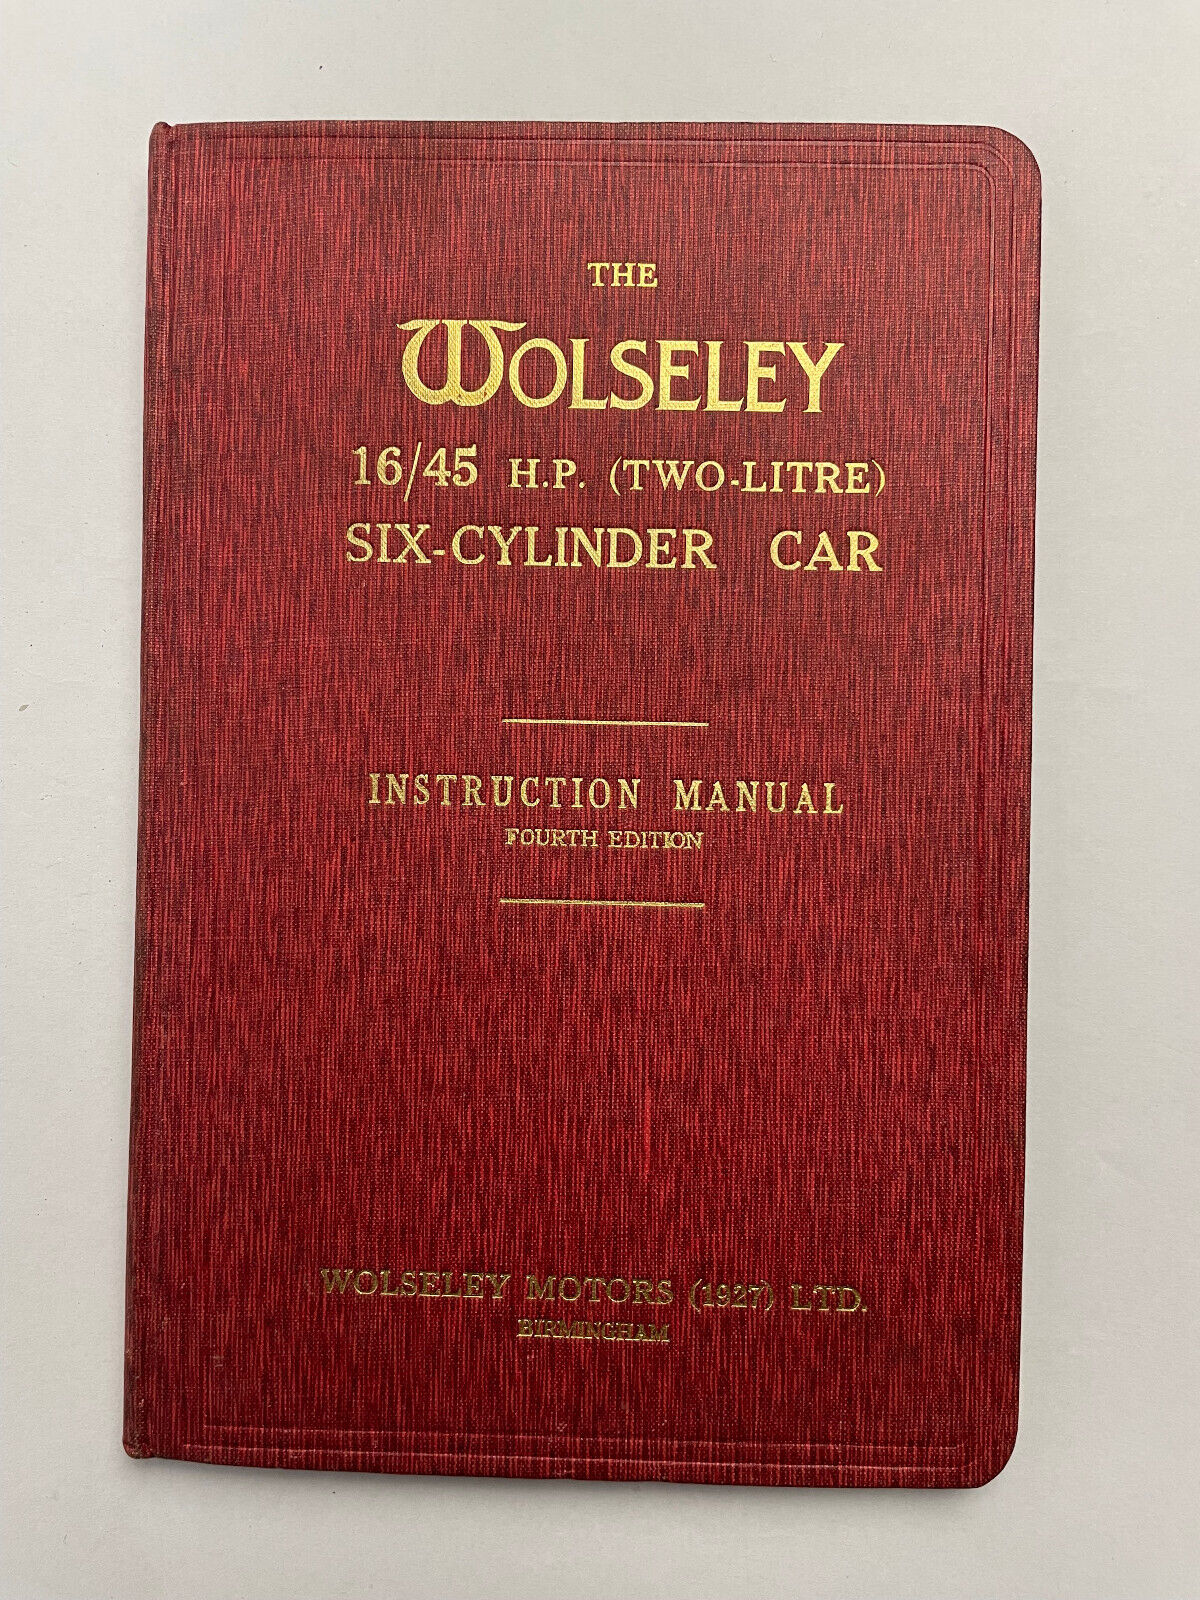 THE
WOLSELEY
16/45 H.P. (TWO-LITRE)
SIX-CYLINDER CAR
INSTRUCTION MANUAL
FOURTH EDITION
WOLSELEY MOTORS (1927) LTD.
BIRMINGHAM